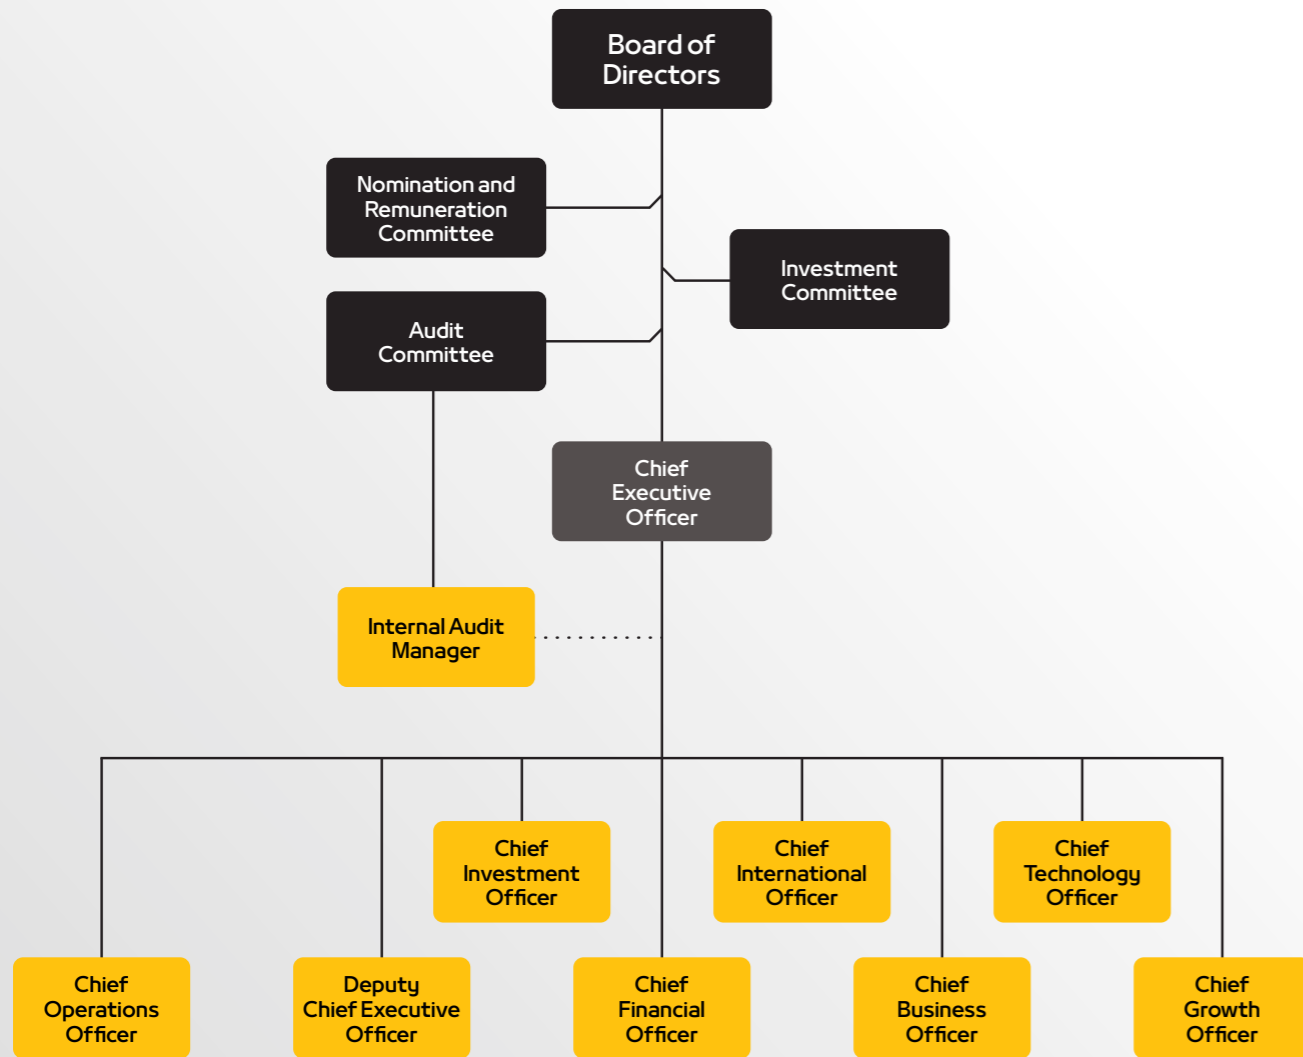 Board of
Directors
Nomination and
Remuneration
Committee
Investment
Committee
Audit
Committee
Chief
Executive
Officer
Internal Audit
Manager
Chief
Investment
Officer
Chief
International
Officer
Chief
Technology
Officer
Chief
Operations
Officer
Deputy
Chief Executive
Officer
Chief
Financial
Officer
Chief
Business
Officer
Chief
Growth
Officer